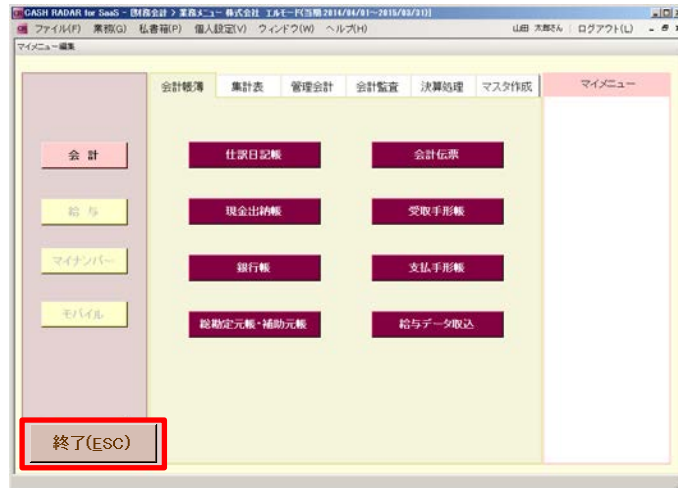 CASH RADAR for SaaS - [財務会計 > 業務メニュー 株式会社 エルモード(当期 2014/04/01～2015/03/31)]
ファイル(F) 業務(G) 私書箱(P) 個人設定(V) ウィンドウ(W) ヘルプ(H) 山田 太郎さん ログアウト(L)
マイメニュー編集
会計帳簿 集計表 管理会計 会計監査 決算処理 マスタ作成 マイメニュー
会 計 仕訳日記帳 会計伝票
給 与 現金出納帳 受取手形帳
マイナンバー 銀行帳 支払手形帳
モバイル 総勘定元帳・補助元帳 給与データ取込
終了(ESC)